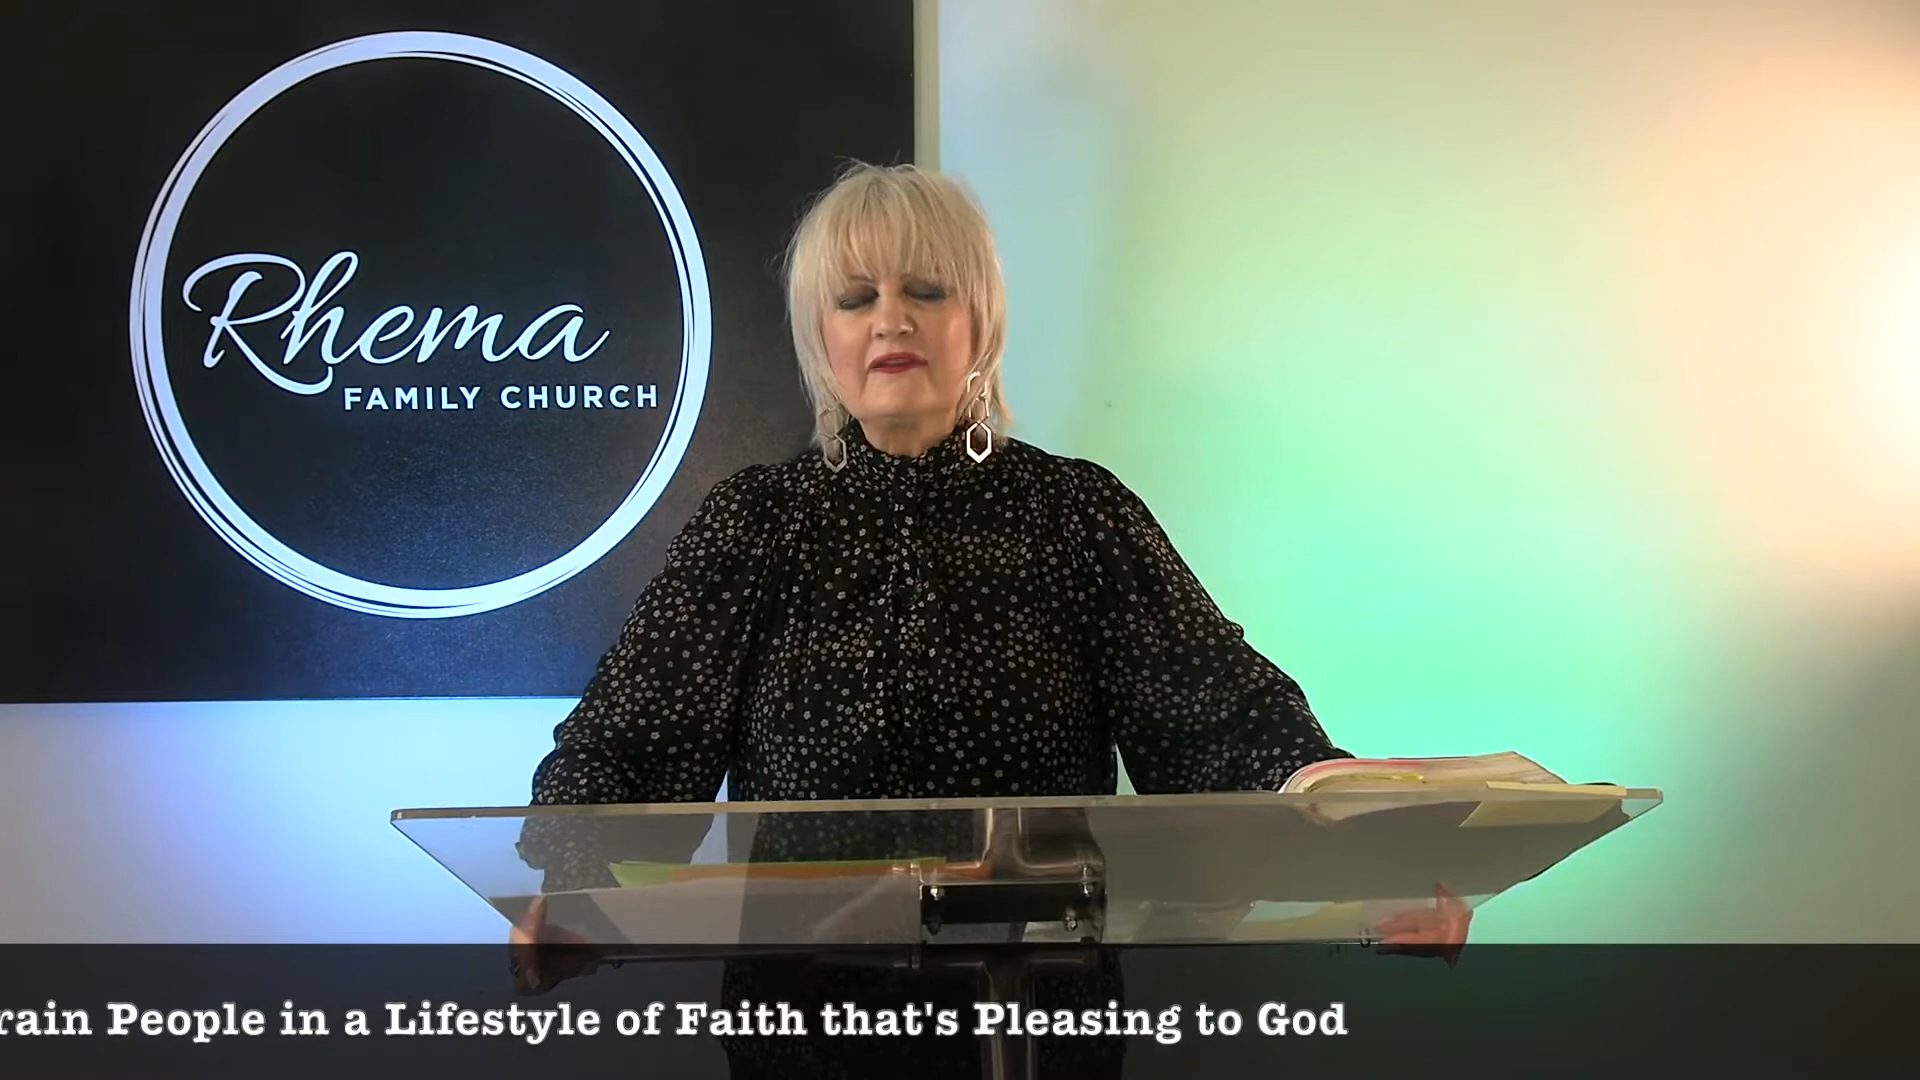 Rhema
FAMILY CHURCH
rain People in a Lifestyle of Faith that's Pleasing to God